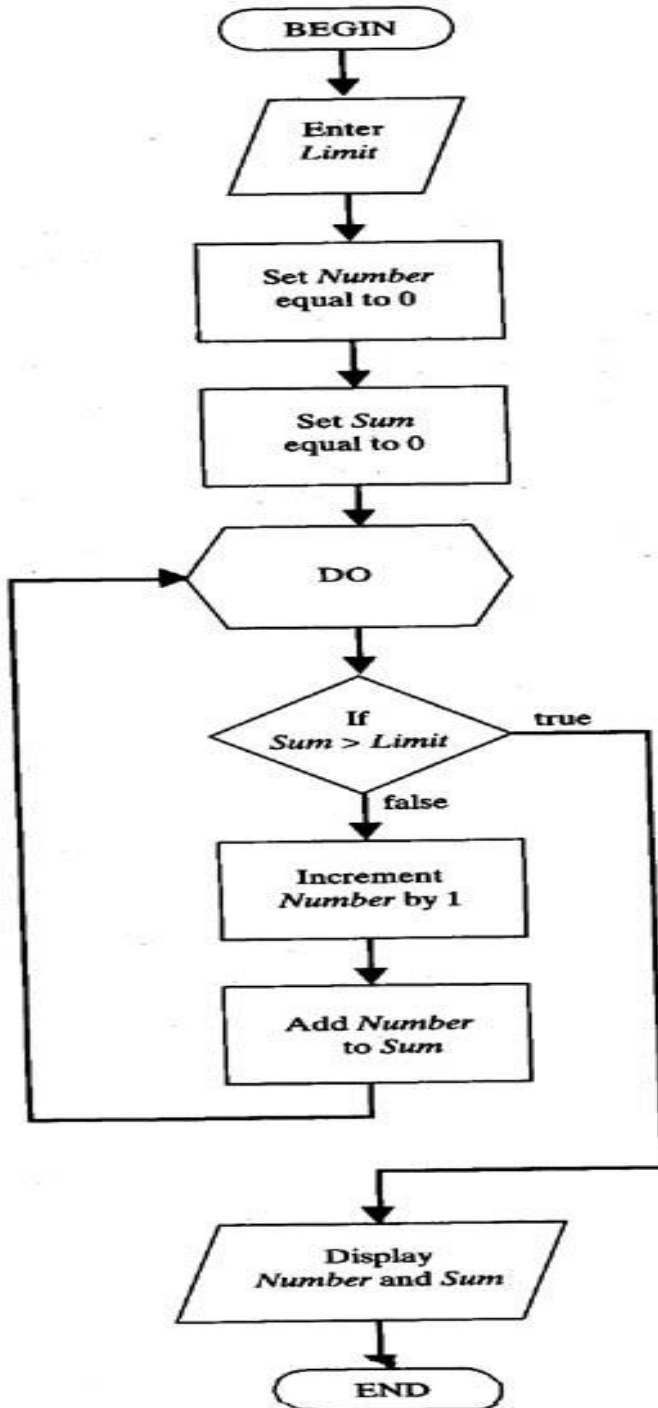 BEGIN
Enter
Limit
Set Number
equal to 0
Set Sum
equal to 0
DO
If
Sum > Limit
true
false
Increment
Number by 1
Add Number
to Sum
Display
Number and Sum
END